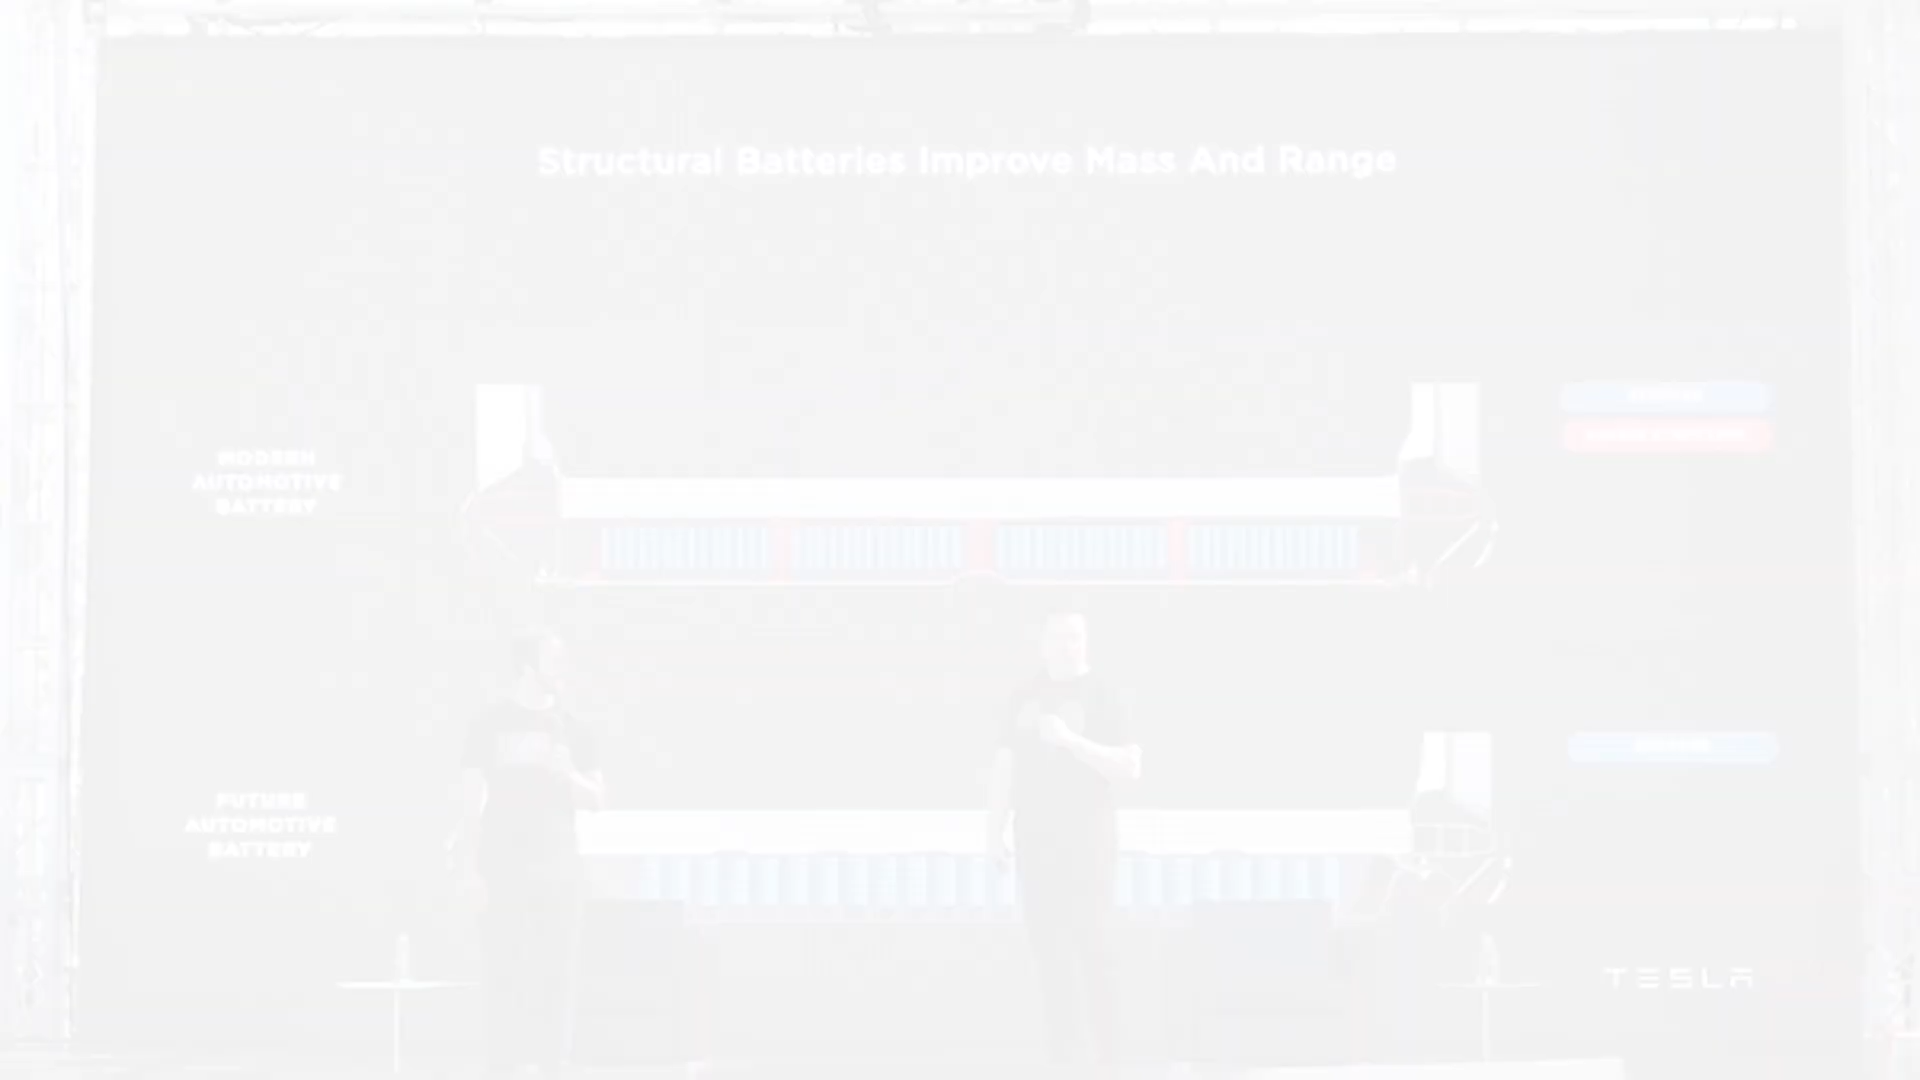 Structural Batteries Improve Mass And Range
MODERN
AUTOMOTIVE
BATTERY
FUTURE
AUTOMOTIVE
BATTERY
TESLA